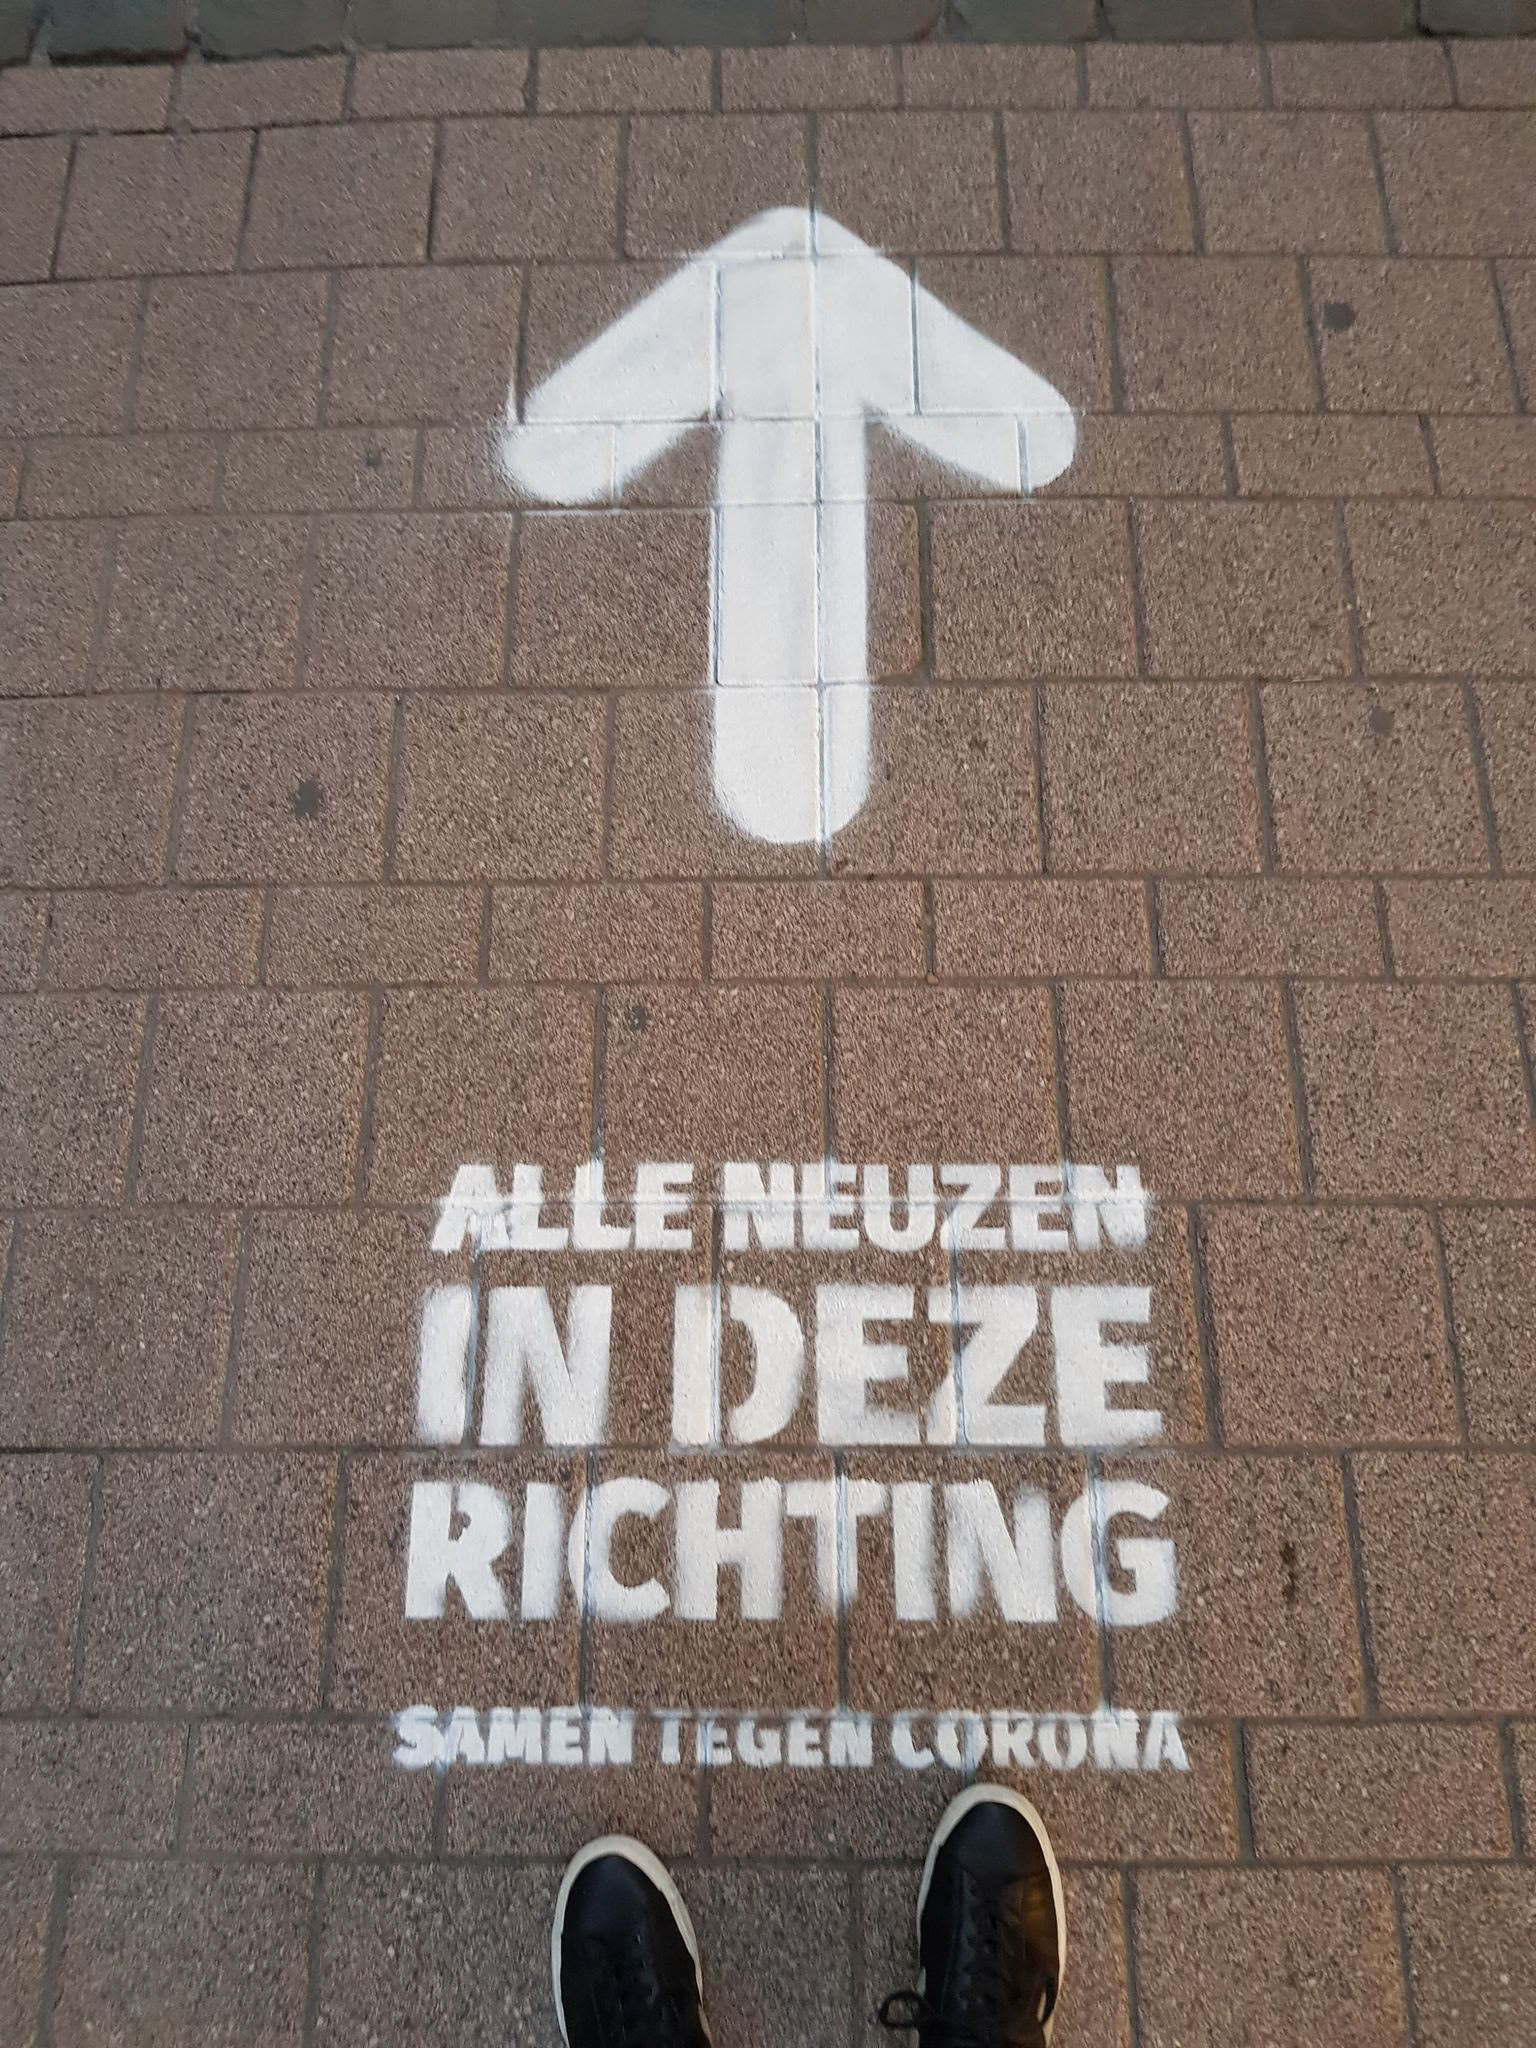 ALLE NEUZEN
IN DEZE
RICHTING
SAMEN TEGEN CORONA